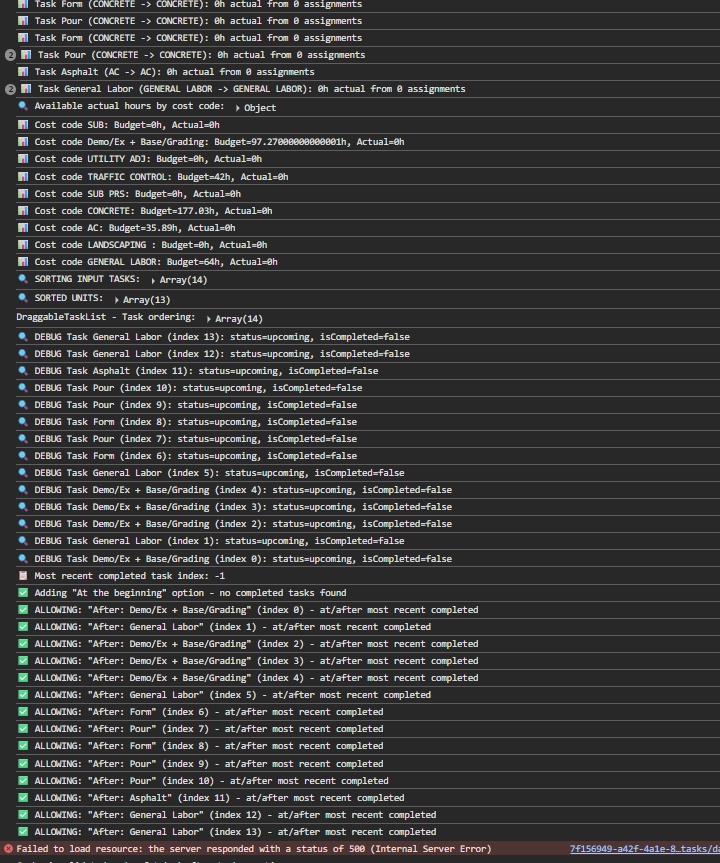 Task Form (CONCRETE -> CONCRETE): 0h actual from 0 assignments
Task Pour (CONCRETE -> CONCRETE): 0h actual from 0 assignments
Task Form (CONCRETE -> CONCRETE): 0h actual from 0 assignments
2 Task Pour (CONCRETE -> CONCRETE): 0h actual from 0 assignments
Task Asphalt (AC -> AC): 0h actual from 0 assignments
2 Task General Labor (GENERAL LABOR -> GENERAL LABOR): 0h actual from 0 assignments
Available actual hours by cost code: Object
Cost code SUB: Budget=0h, Actual=0h
Cost code Demo/Ex + Base/Grading: Budget=97.27000000000001h, Actual=0h
Cost code UTILITY ADJ: Budget=0h, Actual=0h
Cost code TRAFFIC CONTROL: Budget=42h, Actual=0h
Cost code SUB PRS: Budget=0h, Actual=0h
Cost code CONCRETE: Budget=177.03h, Actual=0h
Cost code AC: Budget=35.89h, Actual=0h
Cost code LANDSCAPING : Budget=0h, Actual=0h
Cost code GENERAL LABOR: Budget=64h, Actual=0h
SORTING INPUT TASKS: Array(14)
SORTED UNITS: Array(13)
DraggableTaskList - Task ordering: Array(14)
DEBUG Task General Labor (index 13): status=upcoming, isCompleted=false
DEBUG Task General Labor (index 12): status=upcoming, isCompleted=false
DEBUG Task Asphalt (index 11): status=upcoming, isCompleted=false
DEBUG Task Pour (index 10): status=upcoming, isCompleted=false
DEBUG Task Pour (index 9): status=upcoming, isCompleted=false
DEBUG Task Form (index 8): status=upcoming, isCompleted=false
DEBUG Task Pour (index 7): status=upcoming, isCompleted=false
DEBUG Task Form (index 6): status=upcoming, isCompleted=false
DEBUG Task General Labor (index 5): status=upcoming, isCompleted=false
DEBUG Task Demo/Ex + Base/Grading (index 4): status=upcoming, isCompleted=false
DEBUG Task Demo/Ex + Base/Grading (index 3): status=upcoming, isCompleted=false
DEBUG Task Demo/Ex + Base/Grading (index 2): status=upcoming, isCompleted=false
DEBUG Task General Labor (index 1): status=upcoming, isCompleted=false
DEBUG Task Demo/Ex + Base/Grading (index 0): status=upcoming, isCompleted=false
Most recent completed task index: -1
Adding "At the beginning" option - no completed tasks found
ALLOWING: "After: Demo/Ex + Base/Grading" (index 0) - at/after most recent completed
ALLOWING: "After: General Labor" (index 1) - at/after most recent completed
ALLOWING: "After: Demo/Ex + Base/Grading" (index 2) - at/after most recent completed
ALLOWING: "After: Demo/Ex + Base/Grading" (index 3) - at/after most recent completed
ALLOWING: "After: Demo/Ex + Base/Grading" (index 4) - at/after most recent completed
ALLOWING: "After: General Labor" (index 5) - at/after most recent completed
ALLOWING: "After: Form" (index 6) - at/after most recent completed
ALLOWING: "After: Pour" (index 7) - at/after most recent completed
ALLOWING: "After: Form" (index 8) - at/after most recent completed
ALLOWING: "After: Pour" (index 9) - at/after most recent completed
ALLOWING: "After: Pour" (index 10) - at/after most recent completed
ALLOWING: "After: Asphalt" (index 11) - at/after most recent completed
ALLOWING: "After: General Labor" (index 12) - at/after most recent completed
ALLOWING: "After: General Labor" (index 13) - at/after most recent completed
Failed to load resource: the server responded with a status of 500 (Internal Server Error) 7f156949-a42f-4a1e-8…tasks/da